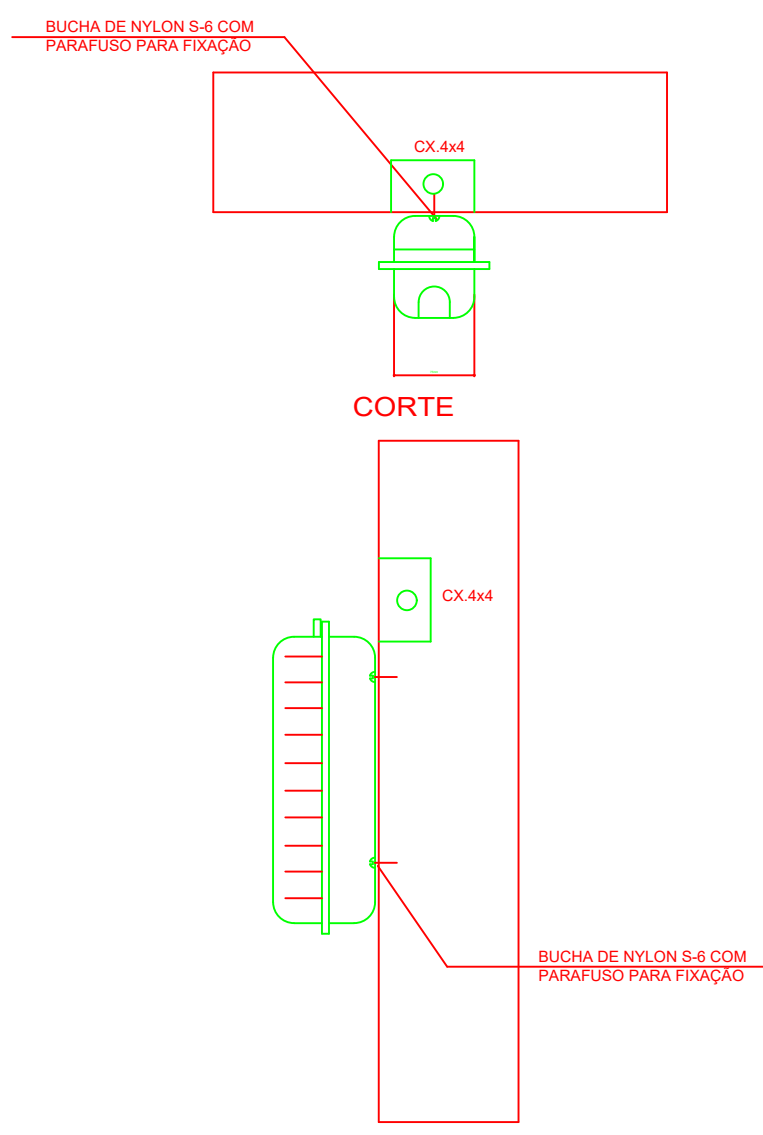 BUCHA DE NYLON S-6 COM
PARAFUSO PARA FIXAÇÃO
CX.4x4
CORTE
CX.4x4
BUCHA DE NYLON S-6 COM
PARAFUSO PARA FIXAÇÃO